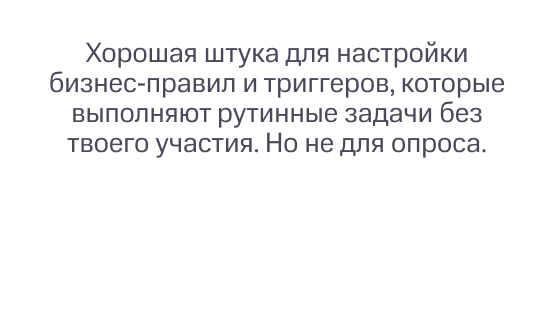 Хорошая штука для настройки
бизнес-правил и триггеров, которые
выполняют рутинные задачи без
твоего участия. Но не для опроса.